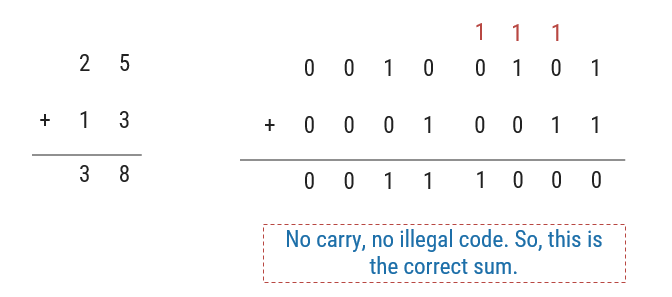 1 1 1
2 5 0 0 1 0 0 1 0 1
+ 1 3 + 0 0 0 1 0 0 1 1
3 8 0 0 1 1 1 0 0 0
No carry, no illegal code. So, this is
the correct sum.